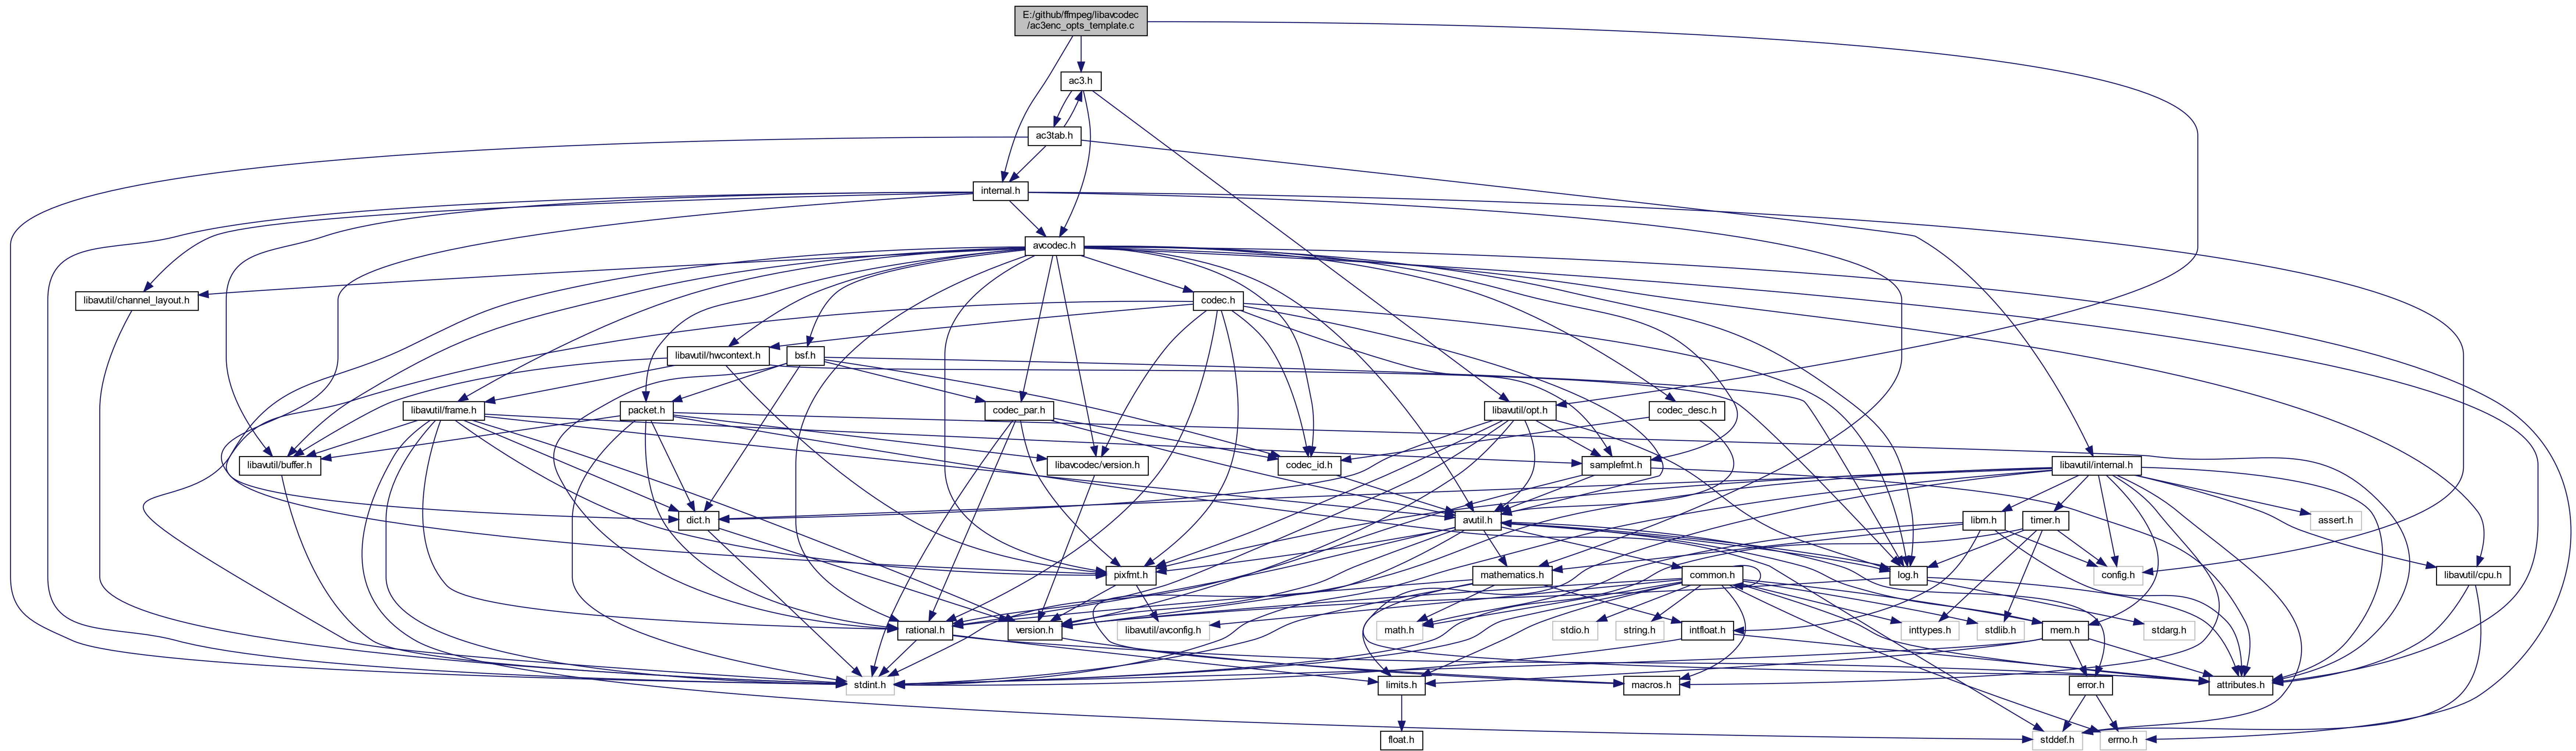 E:/github/ffmpeg/libavcodec
/ac3enc_opts_template.c
ac3.h
ac3tab.h
internal.h
avcodec.h
libavutil/channel_layout.h
codec.h
libavutil/hwcontext.h
bsf.h
libavutil/frame.h
packet.h
codec_par.h
libavutil/opt.h
codec_desc.h
libavutil/buffer.h
libavcodec/version.h
codec_id.h
samplefmt.h
libavutil/internal.h
dict.h
avutil.h
libm.h
timer.h
assert.h
pixfmt.h
mathematics.h
common.h
log.h
config.h
libavutil/cpu.h
rational.h
version.h
libavutil/avconfig.h
math.h
stdio.h
string.h
intfloat.h
inttypes.h
stdlib.h
mem.h
stdarg.h
stdint.h
limits.h
macros.h
error.h
attributes.h
float.h
stddef.h
errno.h